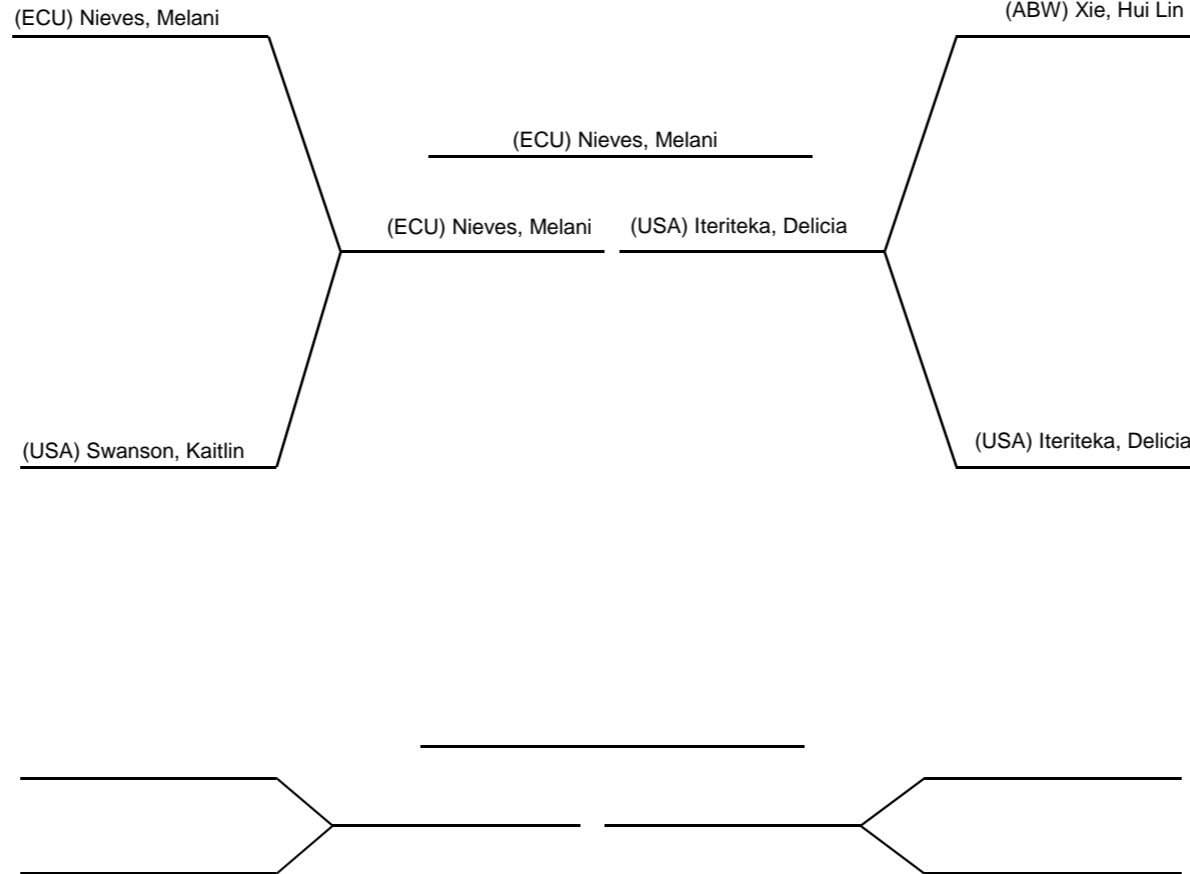 (ECU) Nieves, Melani
(ABW) Xie, Hui Lin
(ECU) Nieves, Melani
(ECU) Nieves, Melani
(USA) Iteriteka, Delicia
(USA) Swanson, Kaitlin
(USA) Iteriteka, Delicia